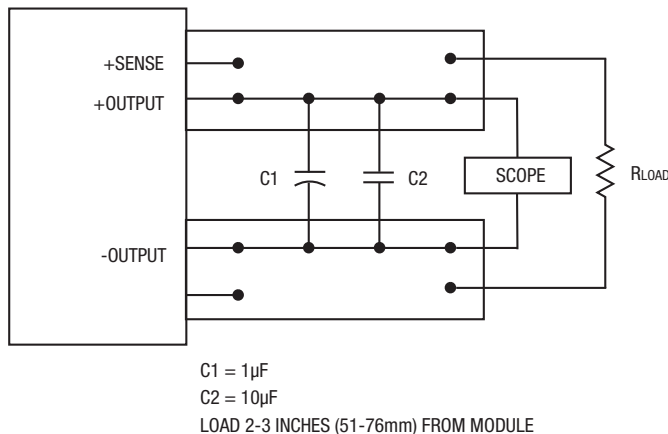 +SENSE
+OUTPUT
C1
C2
SCOPE
RLOAD
-OUTPUT
C1 = 1µF
C2 = 10µF
LOAD 2-3 INCHES (51-76mm) FROM MODULE